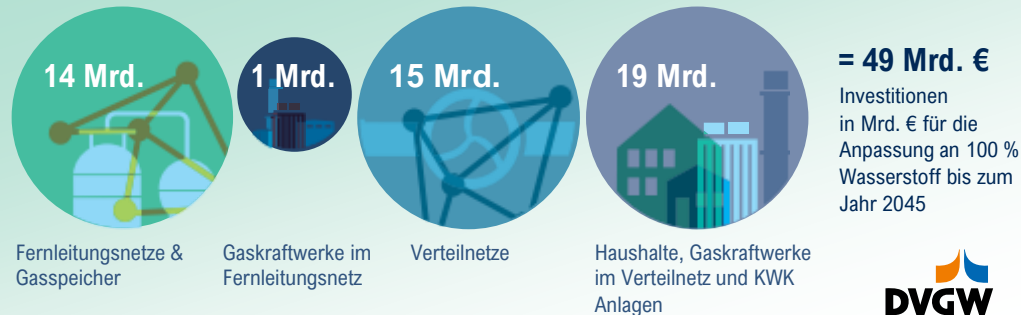 14 Mrd.
1 Mrd.
15 Mrd.
19 Mrd.
= 49 Mrd. €
Investitionen
in Mrd. € für die
Anpassung an 100 %
Wasserstoff bis zum
Jahr 2045
Fernleitungsnetze &
Gasspeicher
Gaskraftwerke im
Fernleitungsnetz
Verteilnetze
Haushalte, Gaskraftwerke
im Verteilnetz und KWK
Anlagen
DVGW